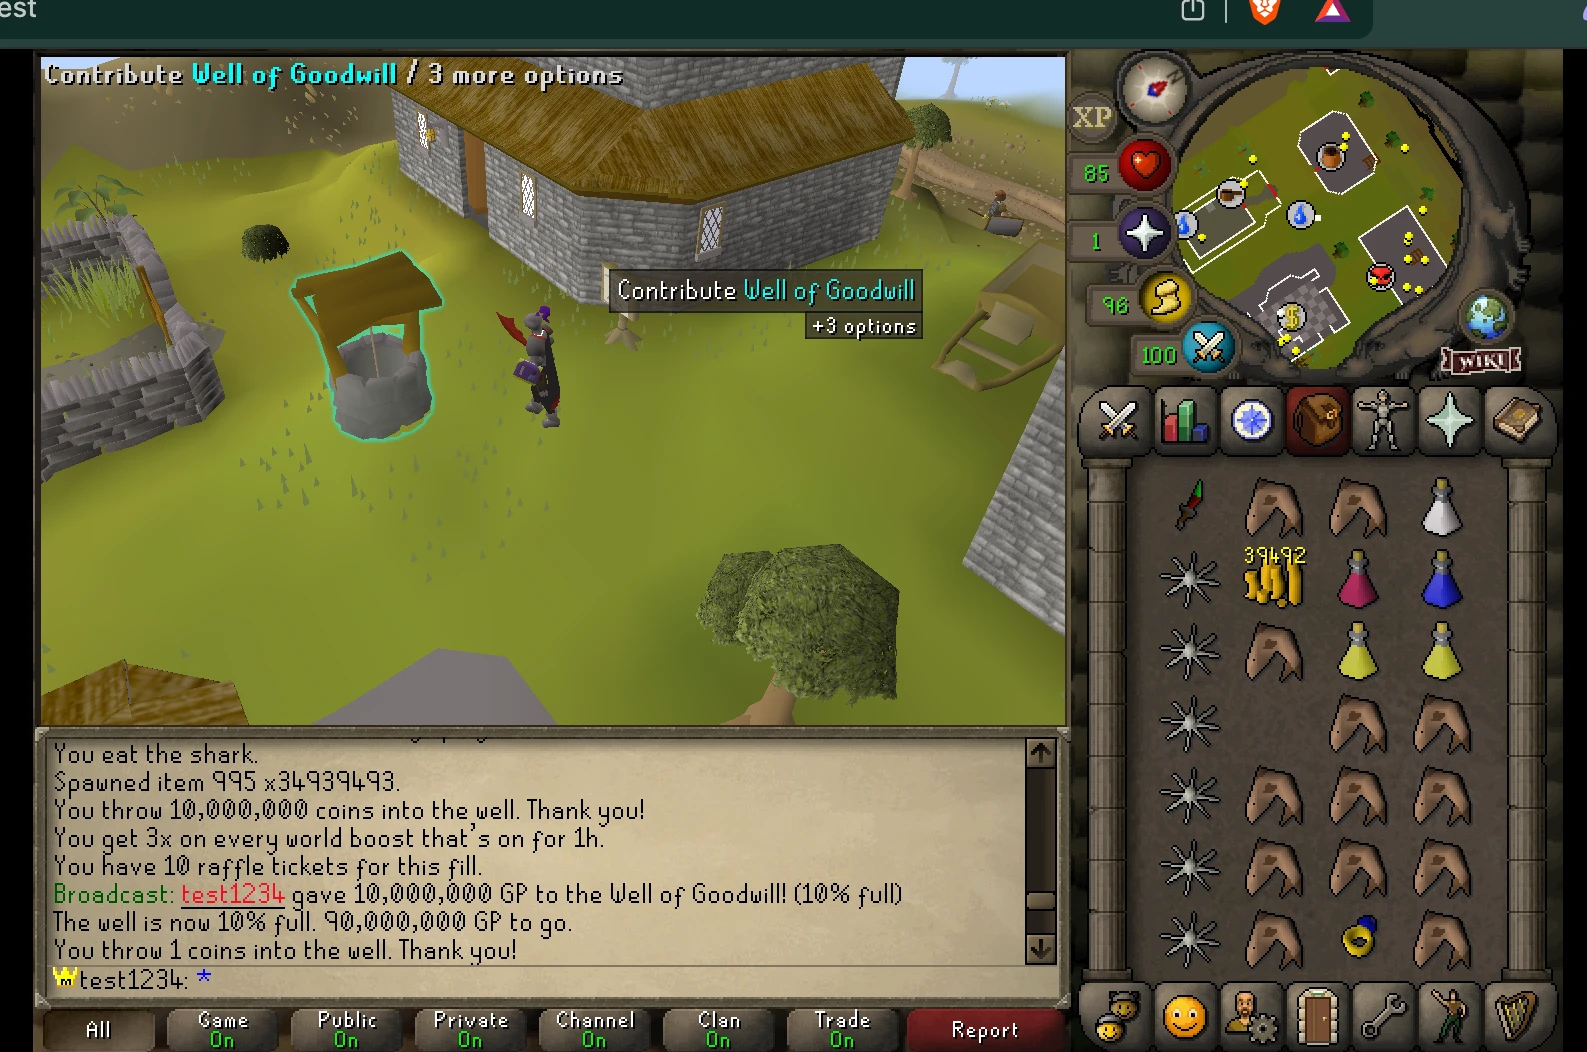 est
Contribute Well of Goodwill / 3 more options
XP
85
1
96
100
WIKI
Contribute Well of Goodwill
+3 options
39492
You eat the shark.
Spawned item 995 x34939493.
You throw 10,000,000 coins into the well. Thank you!
You get 3x on every world boost that's on for 1h.
You have 10 raffle tickets for this fill.
Broadcast: test1234 gave 10,000,000 GP to the Well of Goodwill! (10% full)
The well is now 10% full. 90,000,000 GP to go.
You throw 1 coins into the well. Thank you!
test1234: *
All
Game On
Public On
Private On
Channel On
Clan On
Trade On
Report